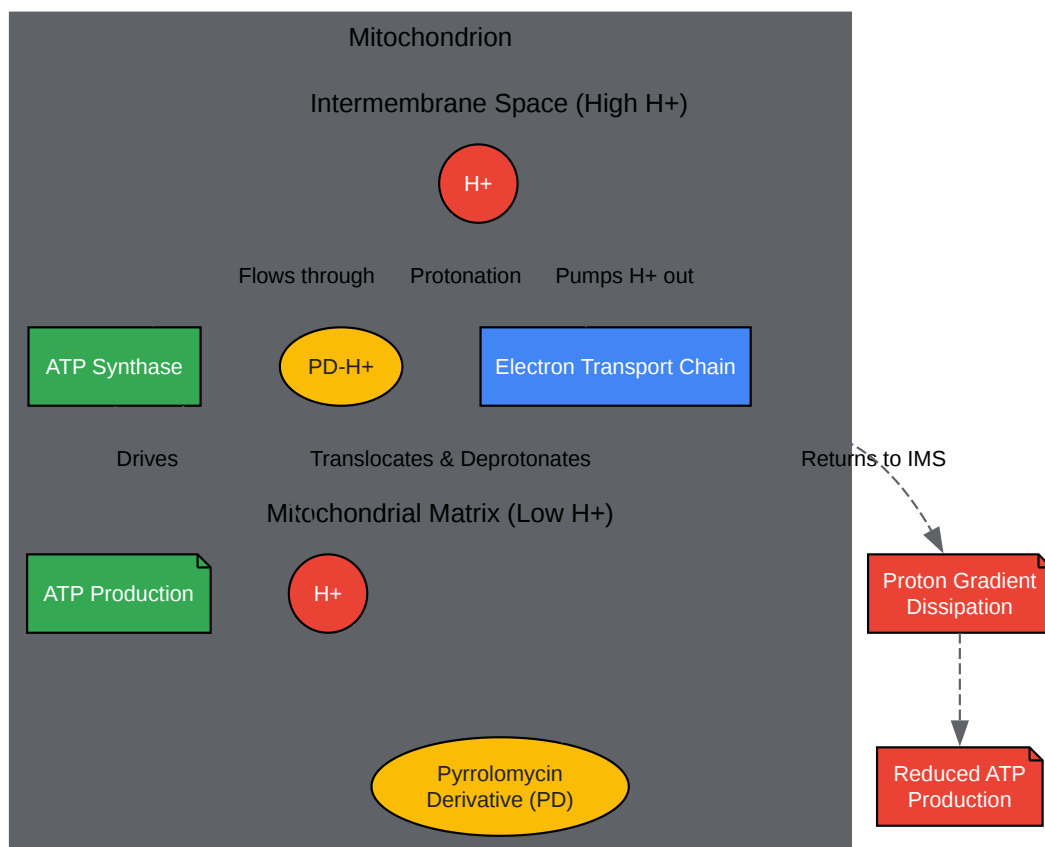 Mitochondrion
Intermembrane Space (High H+)
H+
Flows through
Protonation
Pumps H+ out
ATP Synthase
PD-H+
Electron Transport Chain
Drives
Translocates & Deprotonates
Returns to IMS
Mitochondrial Matrix (Low H+)
ATP Production
H+
Proton Gradient
Dissipation
Pyrrolomycin
Derivative (PD)
Reduced ATP
Production